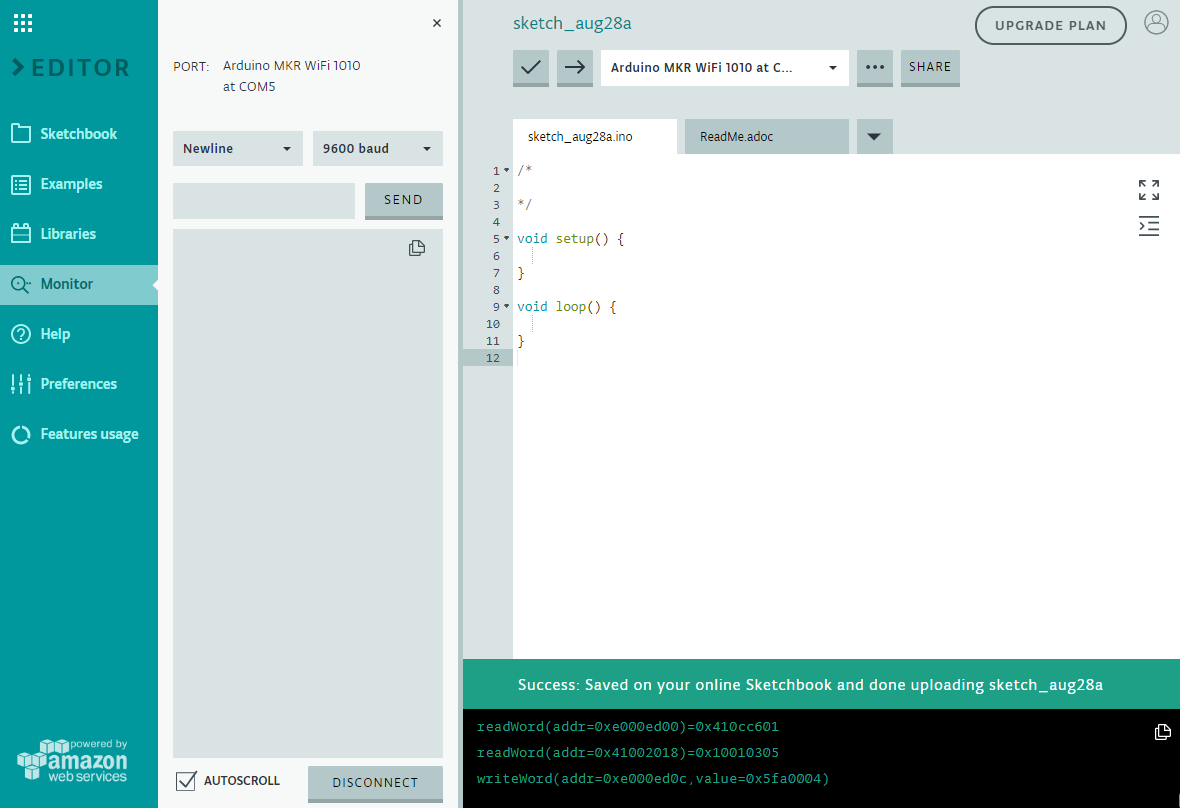 EDITOR
Sketchbook
Examples
Libraries
Monitor
Help
Preferences
Features usage
powered by
amazon
web services
PORT: Arduino MKR WiFi 1010
at COM5
Newline 9600 baud
SEND
AUTOSCROLL DISCONNECT
sketch_aug28a
UPGRADE PLAN
Arduino MKR WiFi 1010 at C... SHARE
sketch_aug28a.ino ReadMe.adoc
1 /*
2
3 */
4
5 void setup() {
6
7 }
8
9 void loop() {
10
11 }
12
Success: Saved on your online Sketchbook and done uploading sketch_aug28a
readWord(addr=0xe000ed00)=0x410cc601
readWord(addr=0x41002018)=0x10010305
writeWord(addr=0xe000ed0c,value=0x5fa0004)